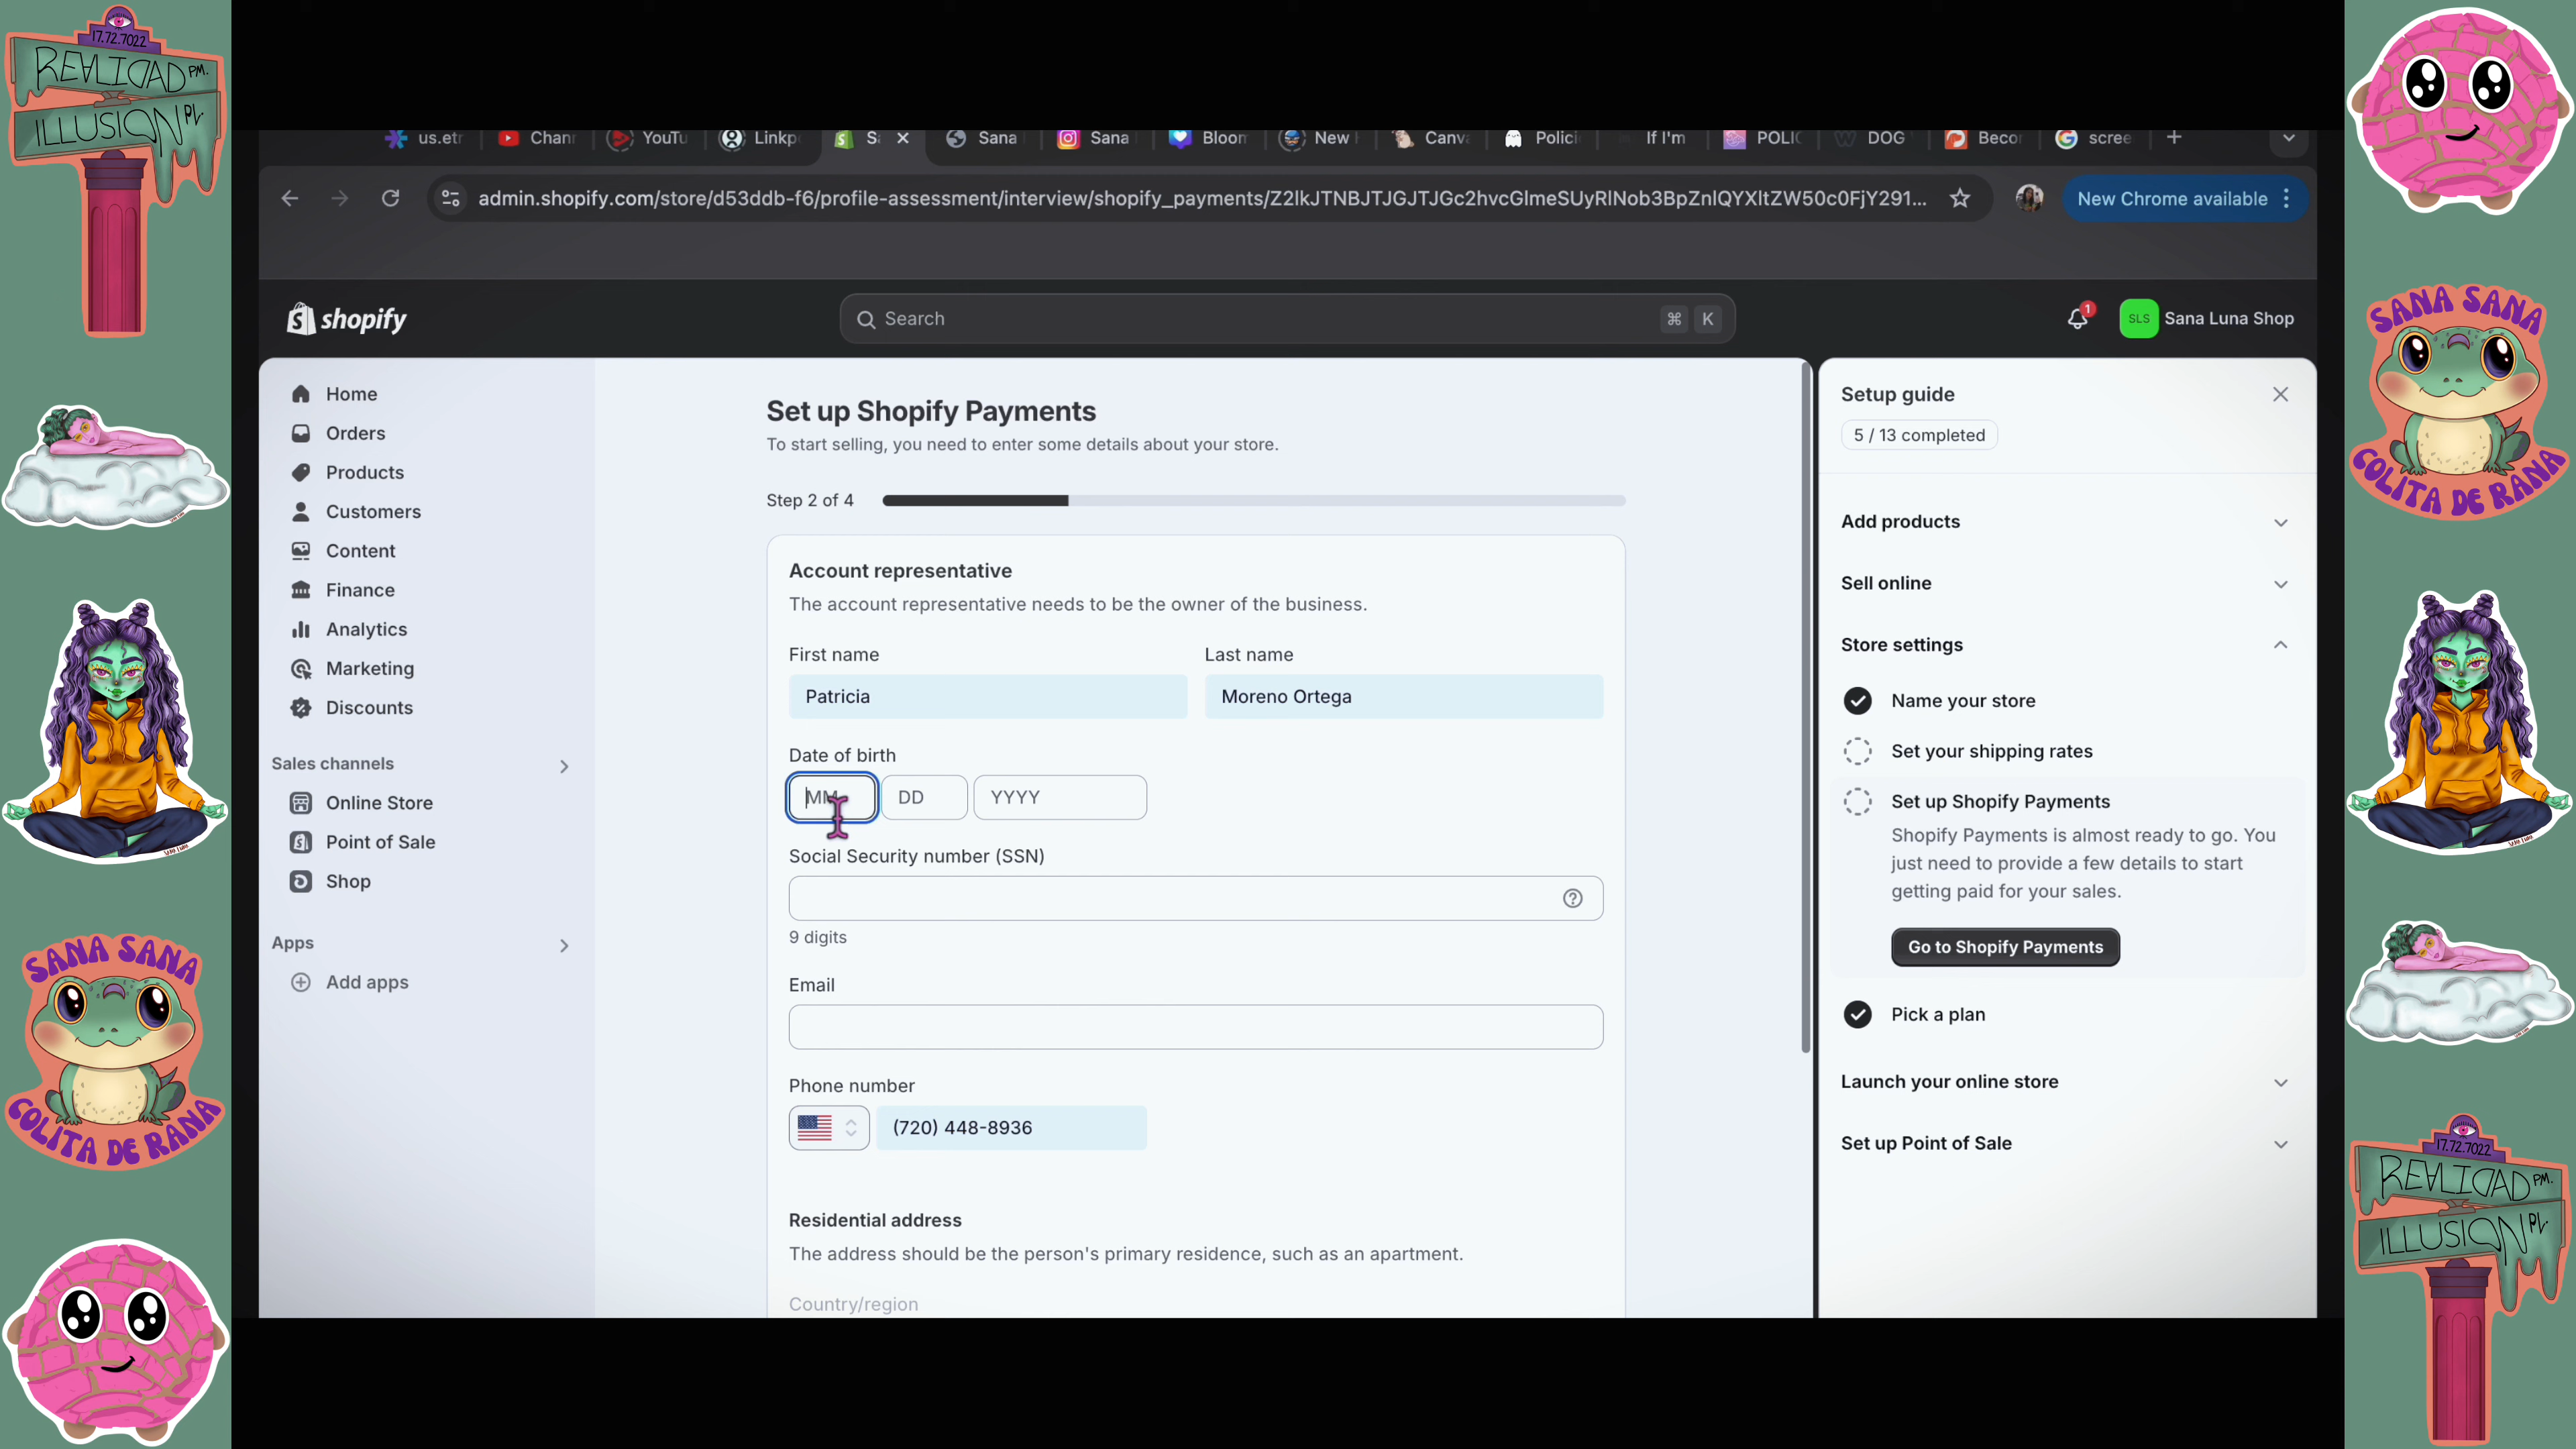 17.72.7022
REALIDAD PM.
ILLUSION PL.
SANA SANA
COLITA DE RANA
us.etr
Chanr
YouTu
Linkp
Sa
Sana
Sana
Bloon
New
Canva
Polici
If I'm
POLIC
DOG
Becor
scree
admin.shopify.com/store/d53ddb-f6/profile-assessment/interview/shopify_payments/Z2lkJTNBJTJGJTJGc2hvcGlmeSUyRlNob3BpZnlQYXltZW50c0FjY291...
New Chrome available
shopify
Search
⌘ K
1
SLS
Sana Luna Shop
Home
Orders
Products
Customers
Content
Finance
Analytics
Marketing
Discounts
Sales channels
Online Store
Point of Sale
Shop
Apps
Add apps
Set up Shopify Payments
To start selling, you need to enter some details about your store.
Step 2 of 4
Account representative
The account representative needs to be the owner of the business.
First name
Last name
Patricia
Moreno Ortega
Date of birth
MM
DD
YYYY
Social Security number (SSN)
9 digits
Email
Phone number
(720) 448-8936
Residential address
The address should be the person's primary residence, such as an apartment.
Country/region
Setup guide
5 / 13 completed
Add products
Sell online
Store settings
Name your store
Set your shipping rates
Set up Shopify Payments
Shopify Payments is almost ready to go. You
just need to provide a few details to start
getting paid for your sales.
Go to Shopify Payments
Pick a plan
Launch your online store
Set up Point of Sale
SANA SANA
COLITA DE RANA
17.72.7022
REALIDAD PM.
ILLUSION PL.